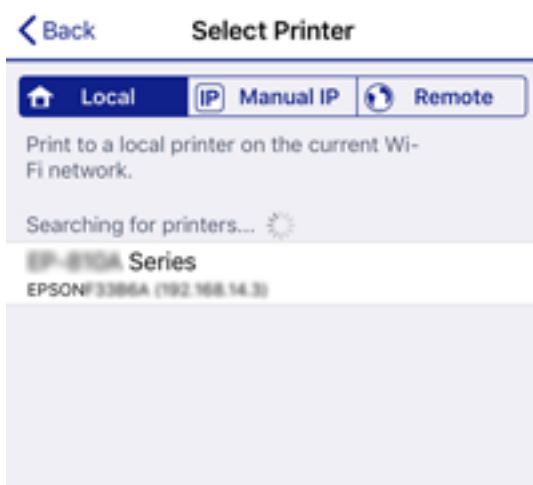 Back
Select Printer
Local
IP Manual IP
Remote
Print to a local printer on the current Wi-
Fi network.
Searching for printers...
Series
EPSON